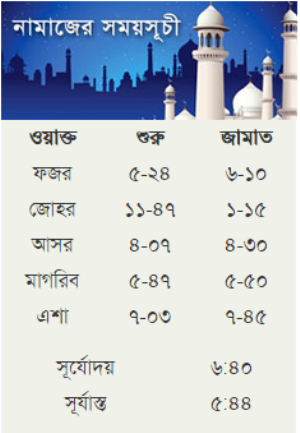 নামাজের সময়সূচী
ওয়াক্ত শুরু জামাত
ফজর ৫-২৪ ৬-১০
জোহর ১১-৪৭ ১-১৫
আসর ৪-০৭ ৪-৩০
মাগরিব ৫-৪৭ ৫-৫০
এশা ৭-০৩ ৭-৪৫
সূর্যোদয় ৬:৪০
সূর্যাস্ত ৫:৪৪